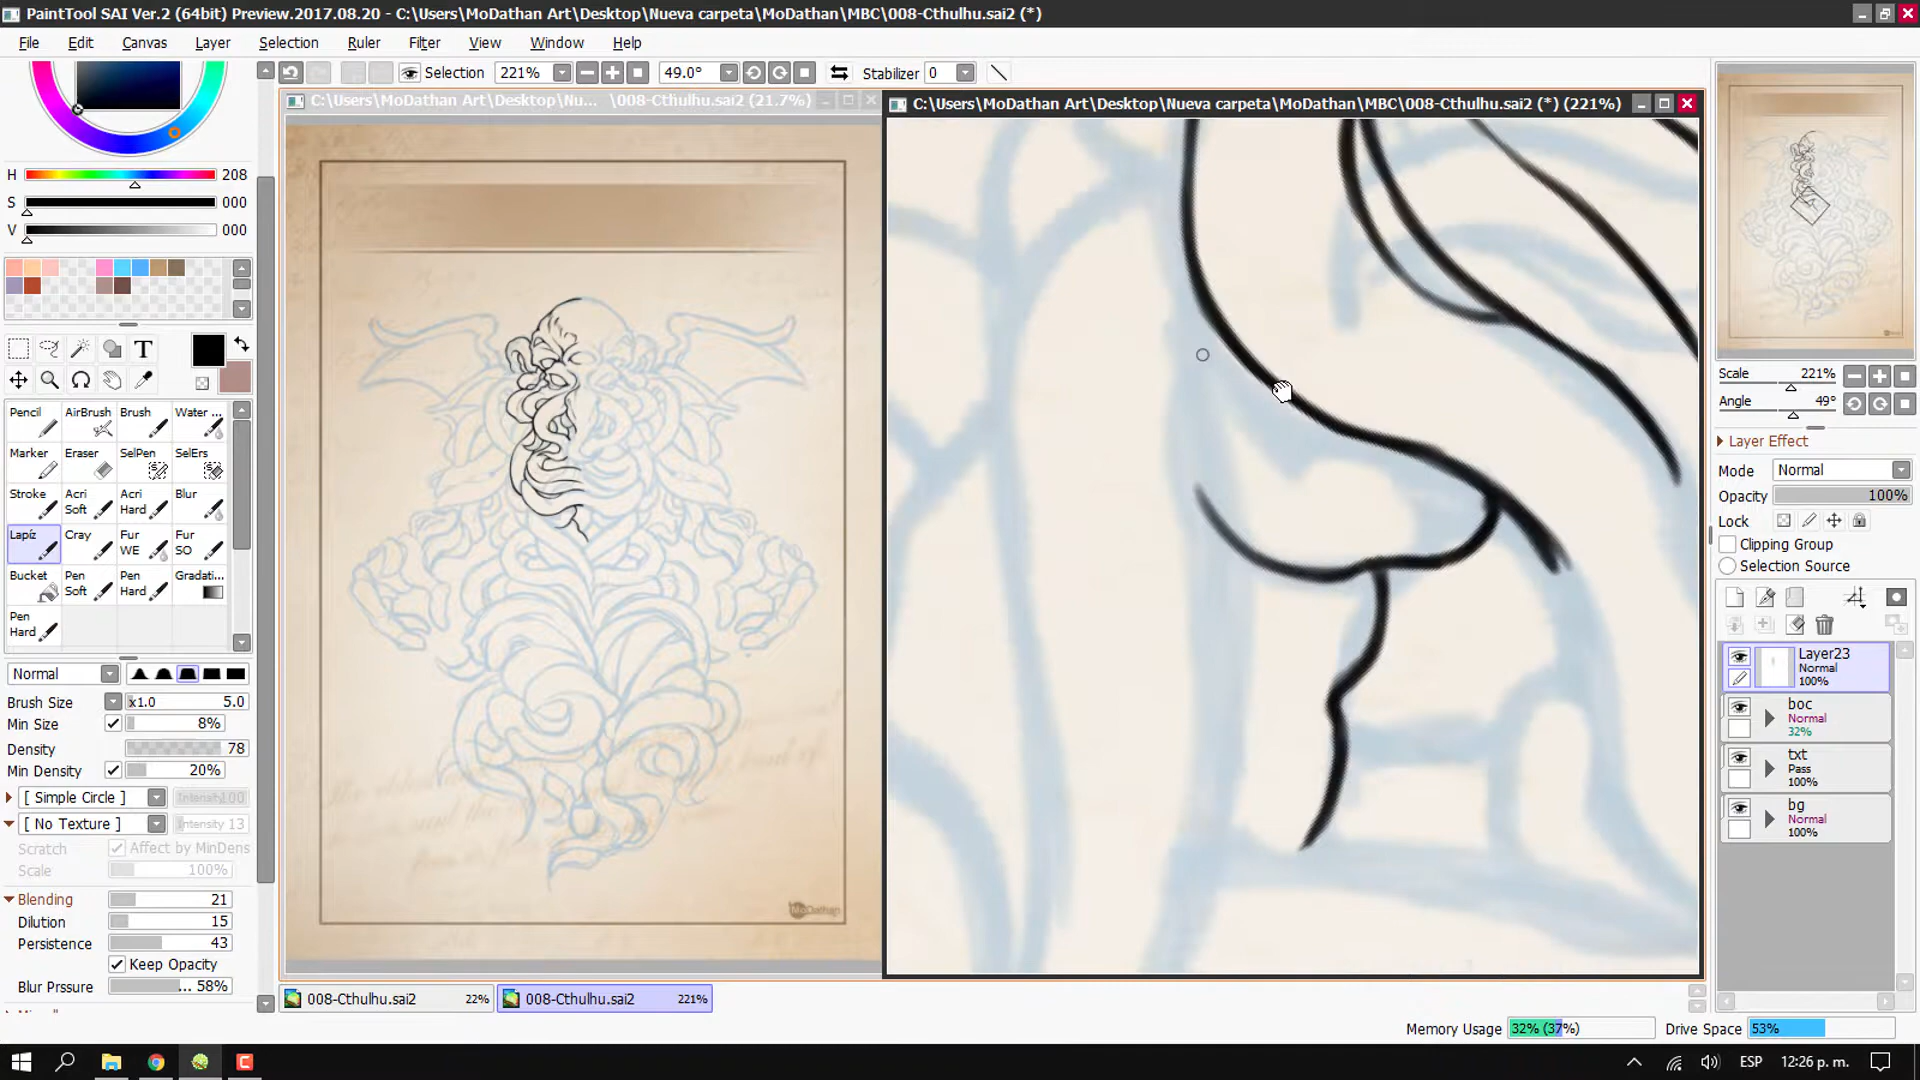 PaintTool SAI Ver.2 (64bit) Preview.2017.08.20 - C:\Users\MoDathan Art\Desktop\Nueva carpeta\MoDathan\MBC\008-Cthulhu.sai2 (*)
File Edit Canvas Layer Selection Ruler Filter View Window Help
Selection 221% 49.0° Stabilizer 0
C:\Users\MoDathan Art\Desktop\Nu... \008-Cthulhu.sai2 (21.7%)
C:\Users\MoDathan Art\Desktop\Nueva carpeta\MoDathan\MBC\008-Cthulhu.sai2 (*) (221%)
H 208
S 000
V 000
T
Pencil AirBrush Brush Water ...
Marker Eraser SelPen SelErs
Stroke Acri Soft Acri Hard Blur
Lapíz Cray Fur WE Fur SO
Bucket Pen Soft Pen Hard Gradati...
Pen Hard
Normal
Brush Size x1.0 5.0
Min Size 8%
Density 78
Min Density 20%
[ Simple Circle ] Intensity 100
[ No Texture ] Intensity 13
Scratch Affect by MinDens
Scale 100%
Blending 21
Dilution 15
Persistence 43
Keep Opacity
Blur Prssure ... 58%
MoDathan
008-Cthulhu.sai2 22%
008-Cthulhu.sai2 221%
Scale 221%
Angle 49°
Layer Effect
Mode Normal
Opacity 100%
Lock
Clipping Group
Selection Source
Layer23
Normal
100%
boc
Normal
32%
txt
Pass
100%
bg
Normal
100%
Memory Usage 32% (37%) Drive Space 53%
ESP 12:26 p. m.